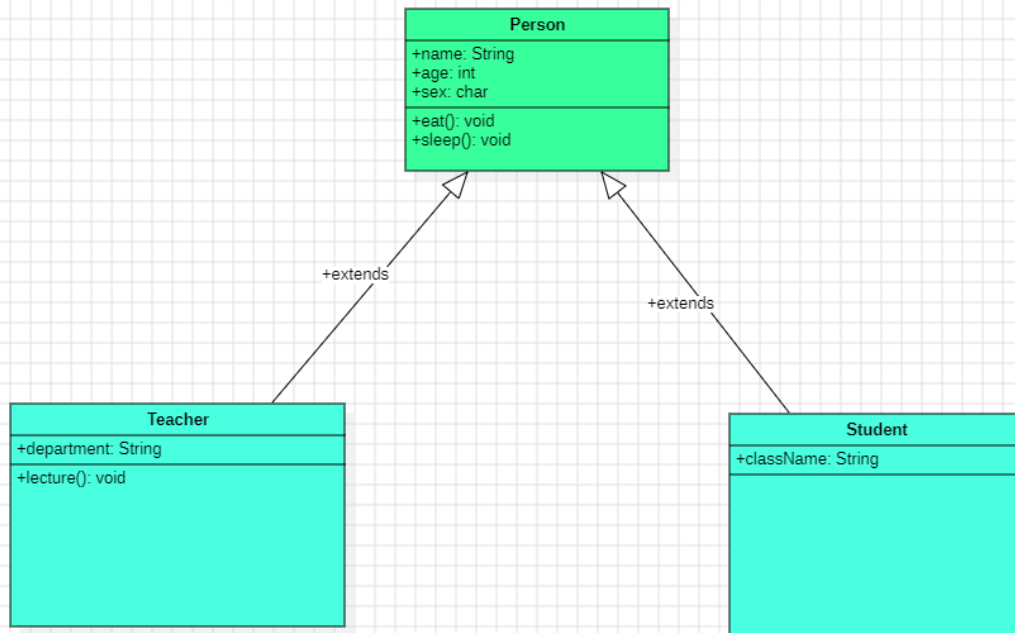 Person
+name: String
+age: int
+sex: char
+eat(): void
+sleep(): void
+extends
+extends
Teacher
+department: String
+lecture(): void
Student
+className: String